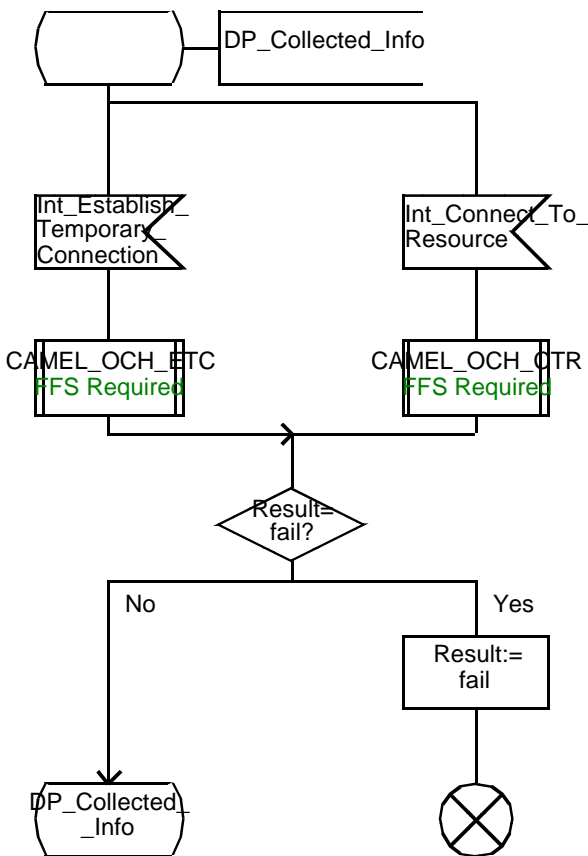 DP_Collected_Info
Int_Establish_
Temporary_
Connection
Int_Connect_To_
Resource
CAMEL_OCH_ETC
FFS Required
CAMEL_OCH_CTR
FFS Required
Result=
fail?
No
Yes
Result:=
fail
DP_Collected_
_Info